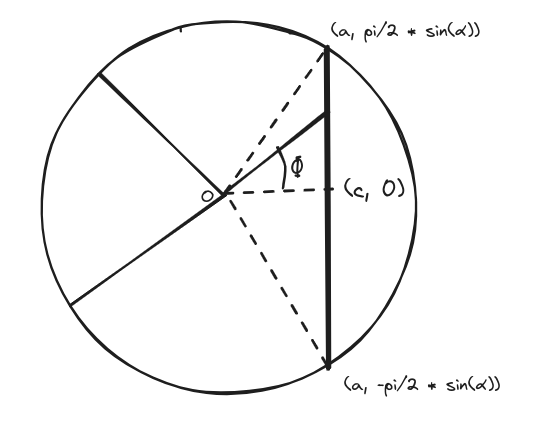 (a, pi/2 * sin(α))
Φ
O
(c, 0)
(a, -pi/2 * sin(α))